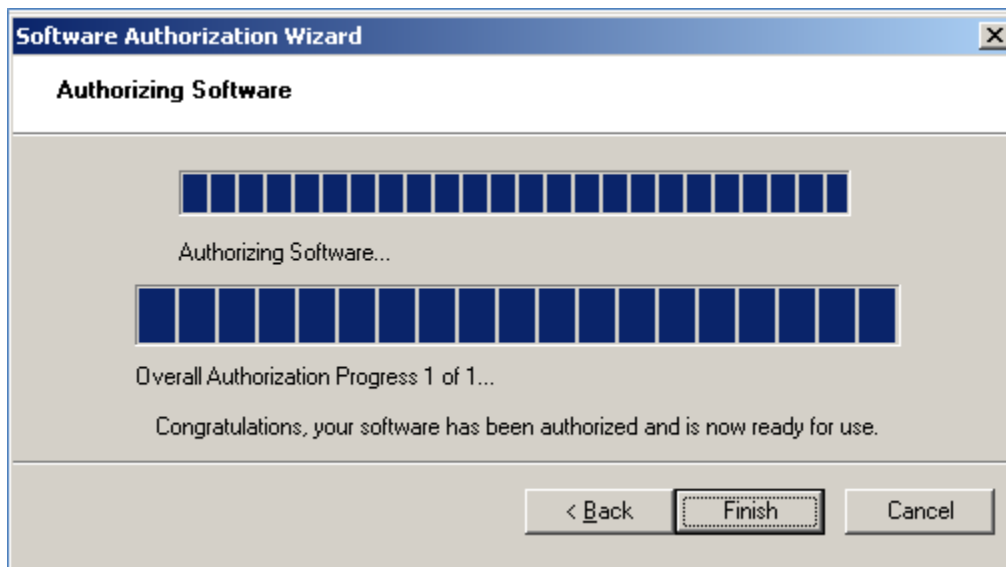 Software Authorization Wizard
Authorizing Software
Authorizing Software...
Overall Authorization Progress 1 of 1...
Congratulations, your software has been authorized and is now ready for use.
< Back Finish Cancel